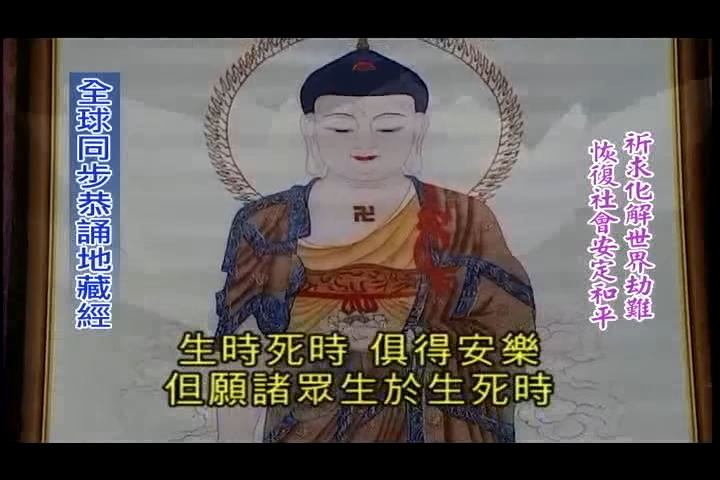 全球同步恭誦地藏經
祈求化解世界劫難
恢復社會安定和平
卍
生時死時 俱得安樂
但願諸眾生於生死時